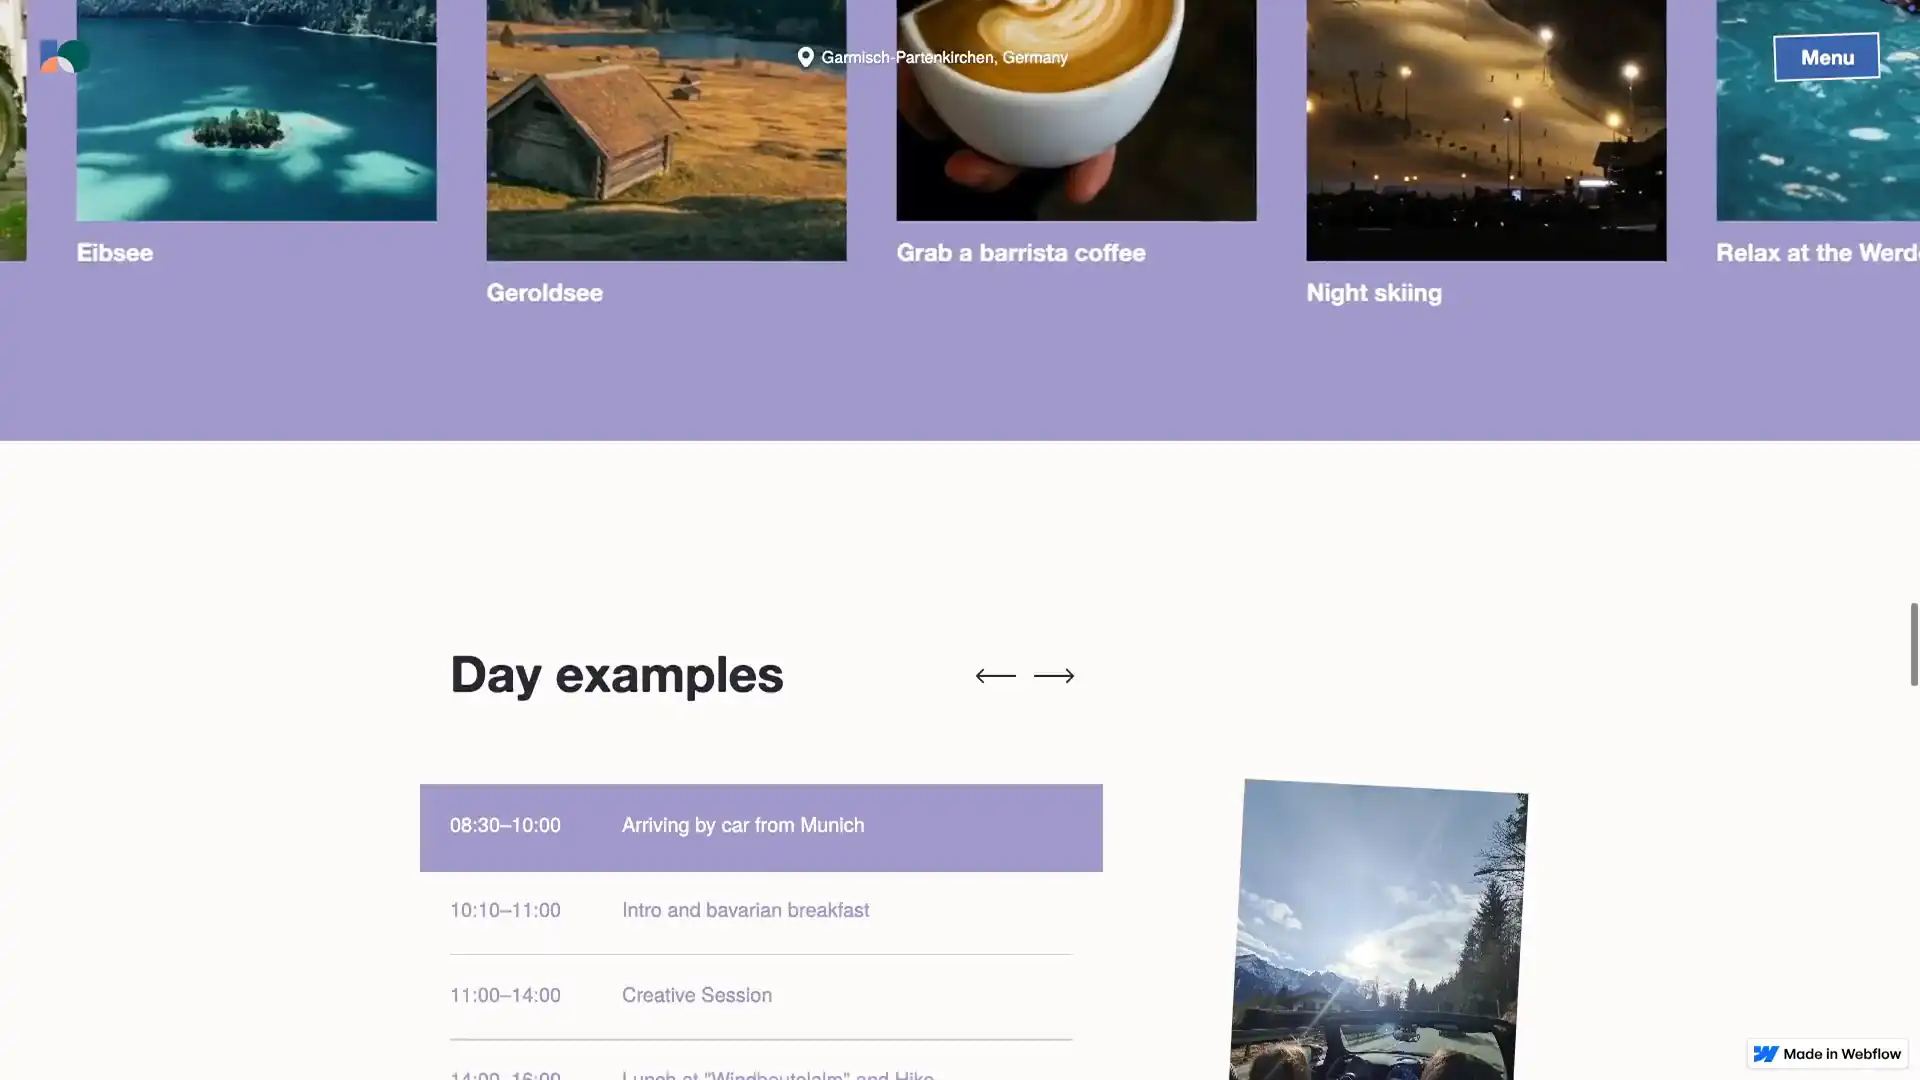 Garmisch-Partenkirchen, Germany
Menu
Eibsee
Geroldsee
Grab a barrista coffee
Night skiing
Relax at the Werd
Day examples
08:30–10:00 Arriving by car from Munich
10:10–11:00 Intro and bavarian breakfast
11:00–14:00 Creative Session
14:00–16:00 Lunch at "Windbeutelalm" and Hike
Made in Webflow